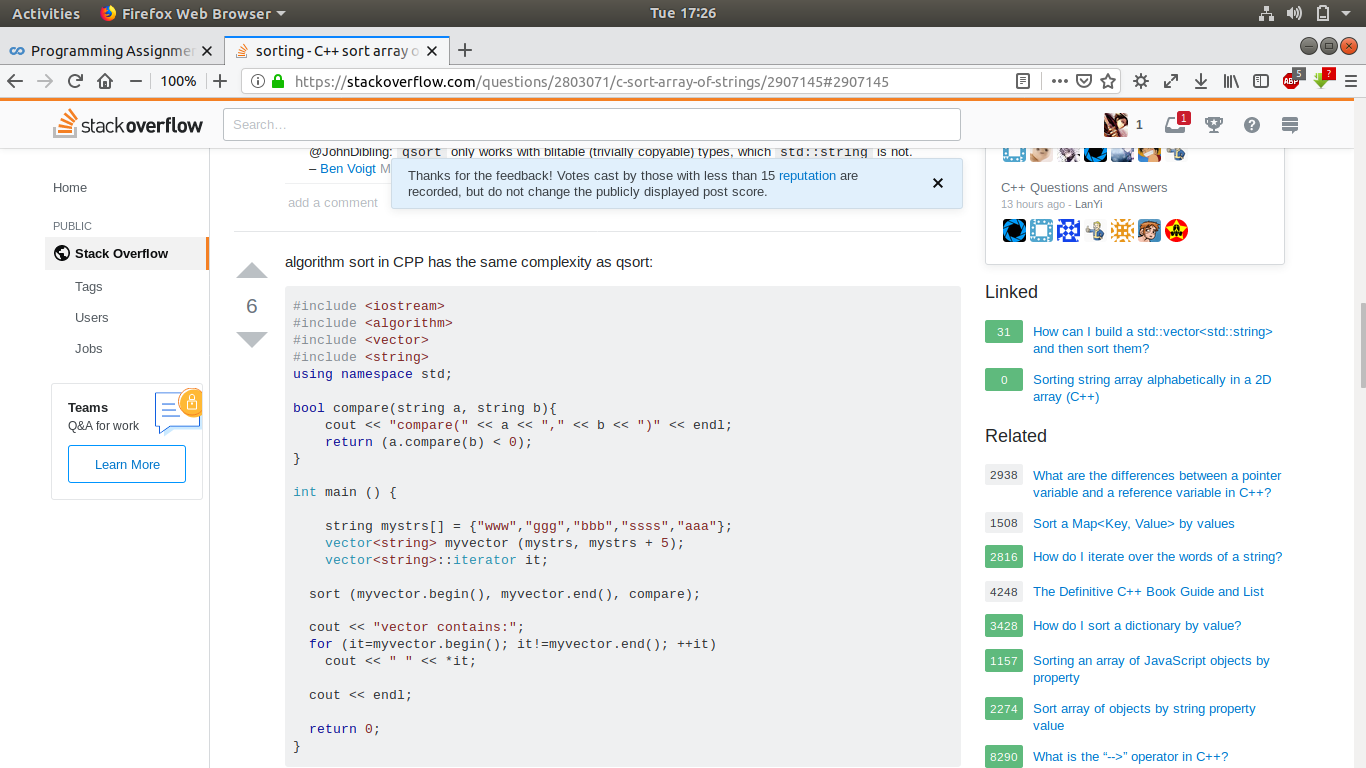 Activities Firefox Web Browser Tue 17:26
Programming Assignmen sorting - C++ sort array o
100% https://stackoverflow.com/questions/2803071/c-sort-array-of-strings/2907145#2907145 ABP 5 ?
stackoverflow Search… 1 1
@JohnDibling: qsort only works with blitable (trivially copyable) types, which std::string is not.
– Ben Voigt M
Thanks for the feedback! Votes cast by those with less than 15 reputation are
recorded, but do not change the publicly displayed post score.
add a comment
Home
PUBLIC
Stack Overflow
Tags
Users
Jobs
Teams
Q&A for work
Learn More
6
algorithm sort in CPP has the same complexity as qsort:
#include <iostream>
#include <algorithm>
#include <vector>
#include <string>
using namespace std;
bool compare(string a, string b){
cout << "compare(" << a << "," << b << ")" << endl;
return (a.compare(b) < 0);
}
int main () {
string mystrs[] = {"www","ggg","bbb","ssss","aaa"};
vector<string> myvector (mystrs, mystrs + 5);
vector<string>::iterator it;
sort (myvector.begin(), myvector.end(), compare);
cout << "vector contains:";
for (it=myvector.begin(); it!=myvector.end(); ++it)
cout << " " << *it;
cout << endl;
return 0;
}
C++ Questions and Answers
13 hours ago - LanYi
Linked
31 How can I build a std::vector<std::string>
and then sort them?
0 Sorting string array alphabetically in a 2D
array (C++)
Related
2938 What are the differences between a pointer
variable and a reference variable in C++?
1508 Sort a Map<Key, Value> by values
2816 How do I iterate over the words of a string?
4248 The Definitive C++ Book Guide and List
3428 How do I sort a dictionary by value?
1157 Sorting an array of JavaScript objects by
property
2274 Sort array of objects by string property
value
8290 What is the “-->” operator in C++?